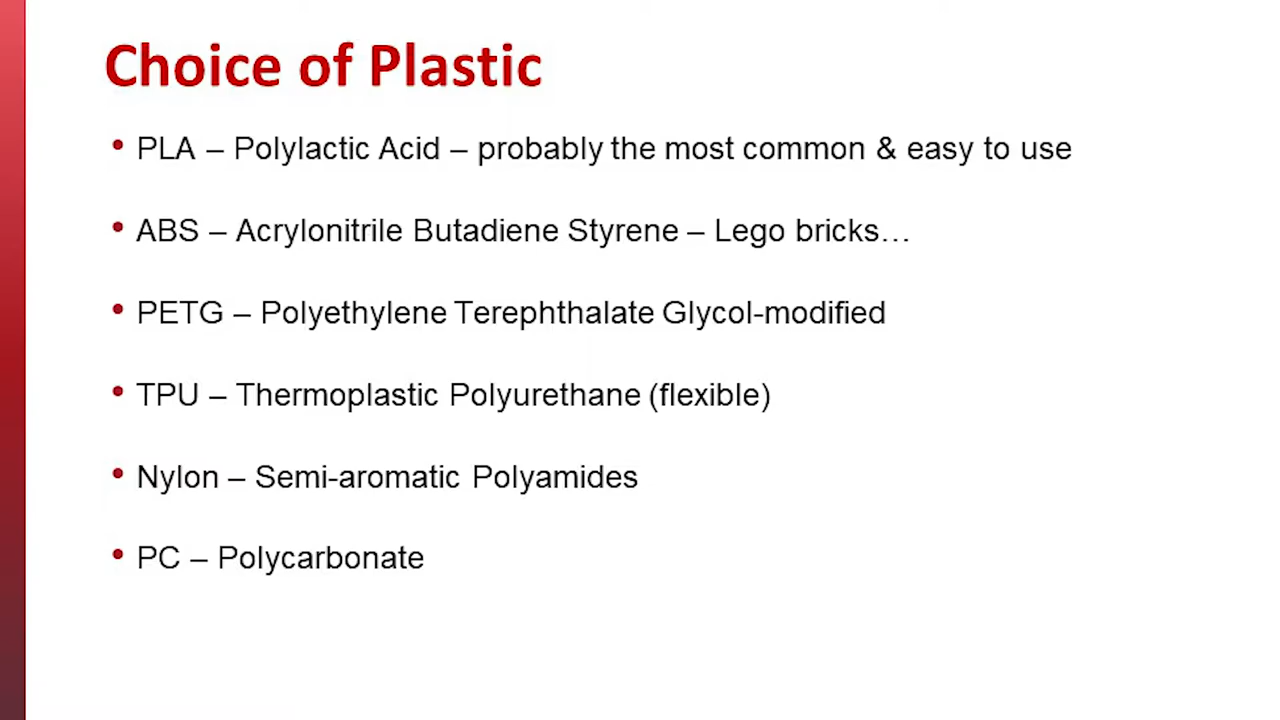 Choice of Plastic
• PLA – Polylactic Acid – probably the most common & easy to use
• ABS – Acrylonitrile Butadiene Styrene – Lego bricks…
• PETG – Polyethylene Terephthalate Glycol-modified
• TPU – Thermoplastic Polyurethane (flexible)
• Nylon – Semi-aromatic Polyamides
• PC – Polycarbonate